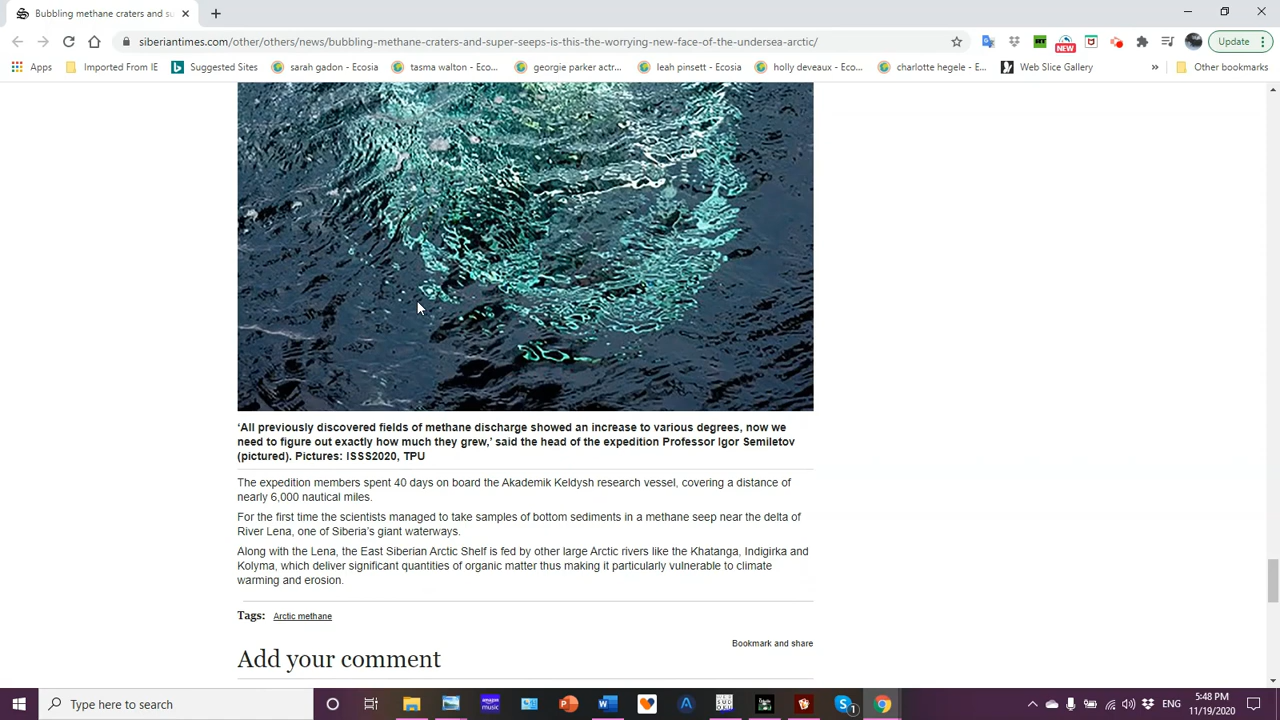 Bubbling methane craters and su
siberiantimes.com/other/others/news/bubbling-methane-craters-and-super-seeps-is-this-the-worrying-new-face-of-the-undersea-arctic/
NEW
Update
Apps
Imported From IE
Suggested Sites
sarah gadon - Ecosia
tasma walton - Eco...
georgie parker actr...
leah pinsett - Ecosia
holly deveaux - Eco...
charlotte hegele - E...
Web Slice Gallery
»
Other bookmarks
‘All previously discovered fields of methane discharge showed an increase to various degrees, now we
need to figure out exactly how much they grew,’ said the head of the expedition Professor Igor Semiletov
(pictured). Pictures: ISSS2020, TPU
The expedition members spent 40 days on board the Akademik Keldysh research vessel, covering a distance of
nearly 6,000 nautical miles.
For the first time the scientists managed to take samples of bottom sediments in a methane seep near the delta of
River Lena, one of Siberia’s giant waterways.
Along with the Lena, the East Siberian Arctic Shelf is fed by other large Arctic rivers like the Khatanga, Indigirka and
Kolyma, which deliver significant quantities of organic matter thus making it particularly vulnerable to climate
warming and erosion.
Tags: Arctic methane
Bookmark and share
Add your comment
Type here to search
amazon music
1
ENG
5:48 PM
11/19/2020